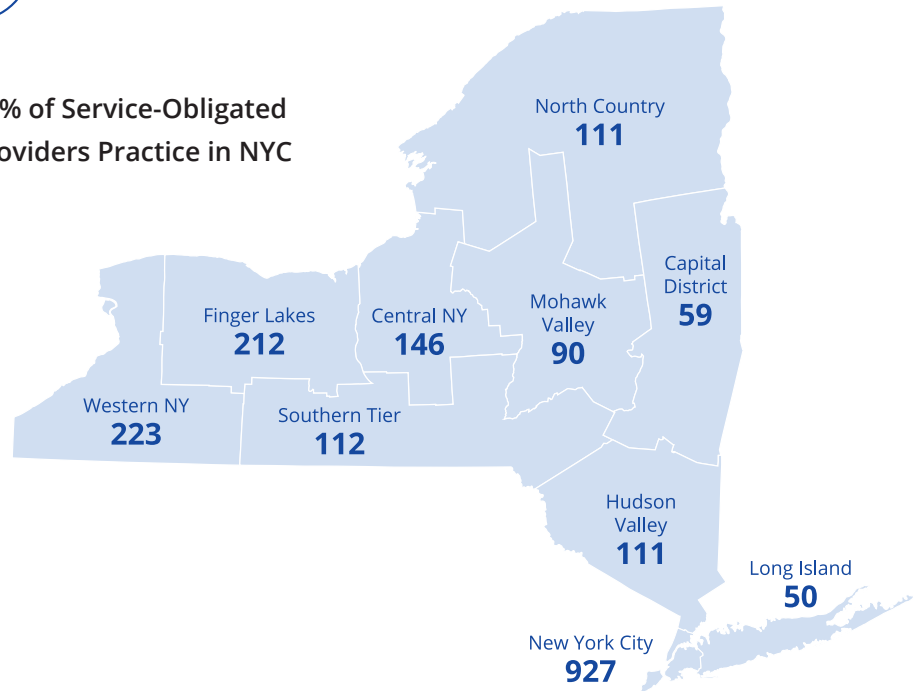 % of Service-Obligated
oviders Practice in NYC
North Country
111
Capital
District
59
Mohawk
Valley
90
Finger Lakes
212
Central NY
146
Western NY
223
Southern Tier
112
Hudson
Valley
111
Long Island
50
New York City
927